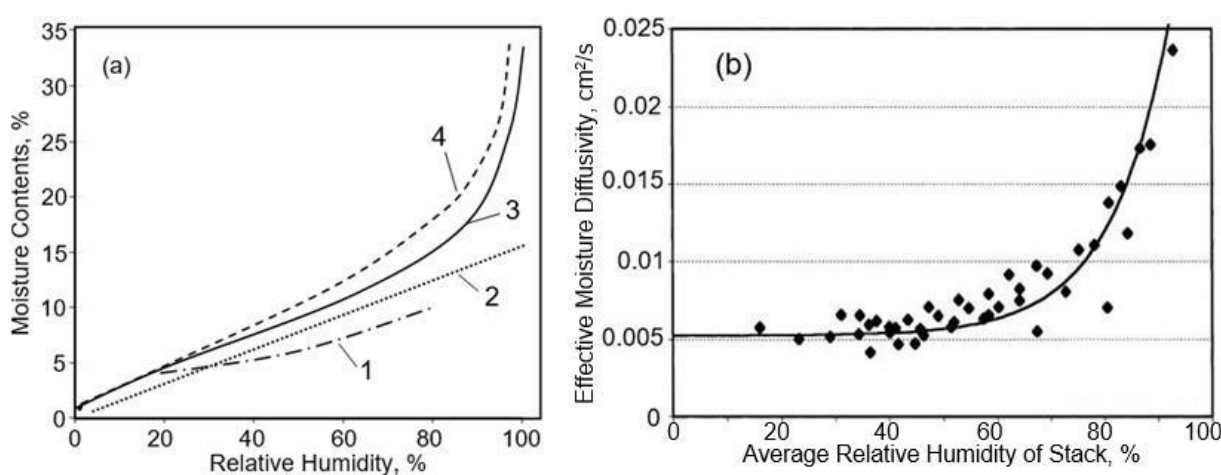 (a)
Moisture Contents, %
35
30
25
20
15
10
5
0
4
3
2
1
0 20 40 60 80 100
Relative Humidity, %
(b)
Effective Moisture Diffusivity, cm²/s
0.025
0.02
0.015
0.01
0.005
0
0 20 40 60 80 100
Average Relative Humidity of Stack, %